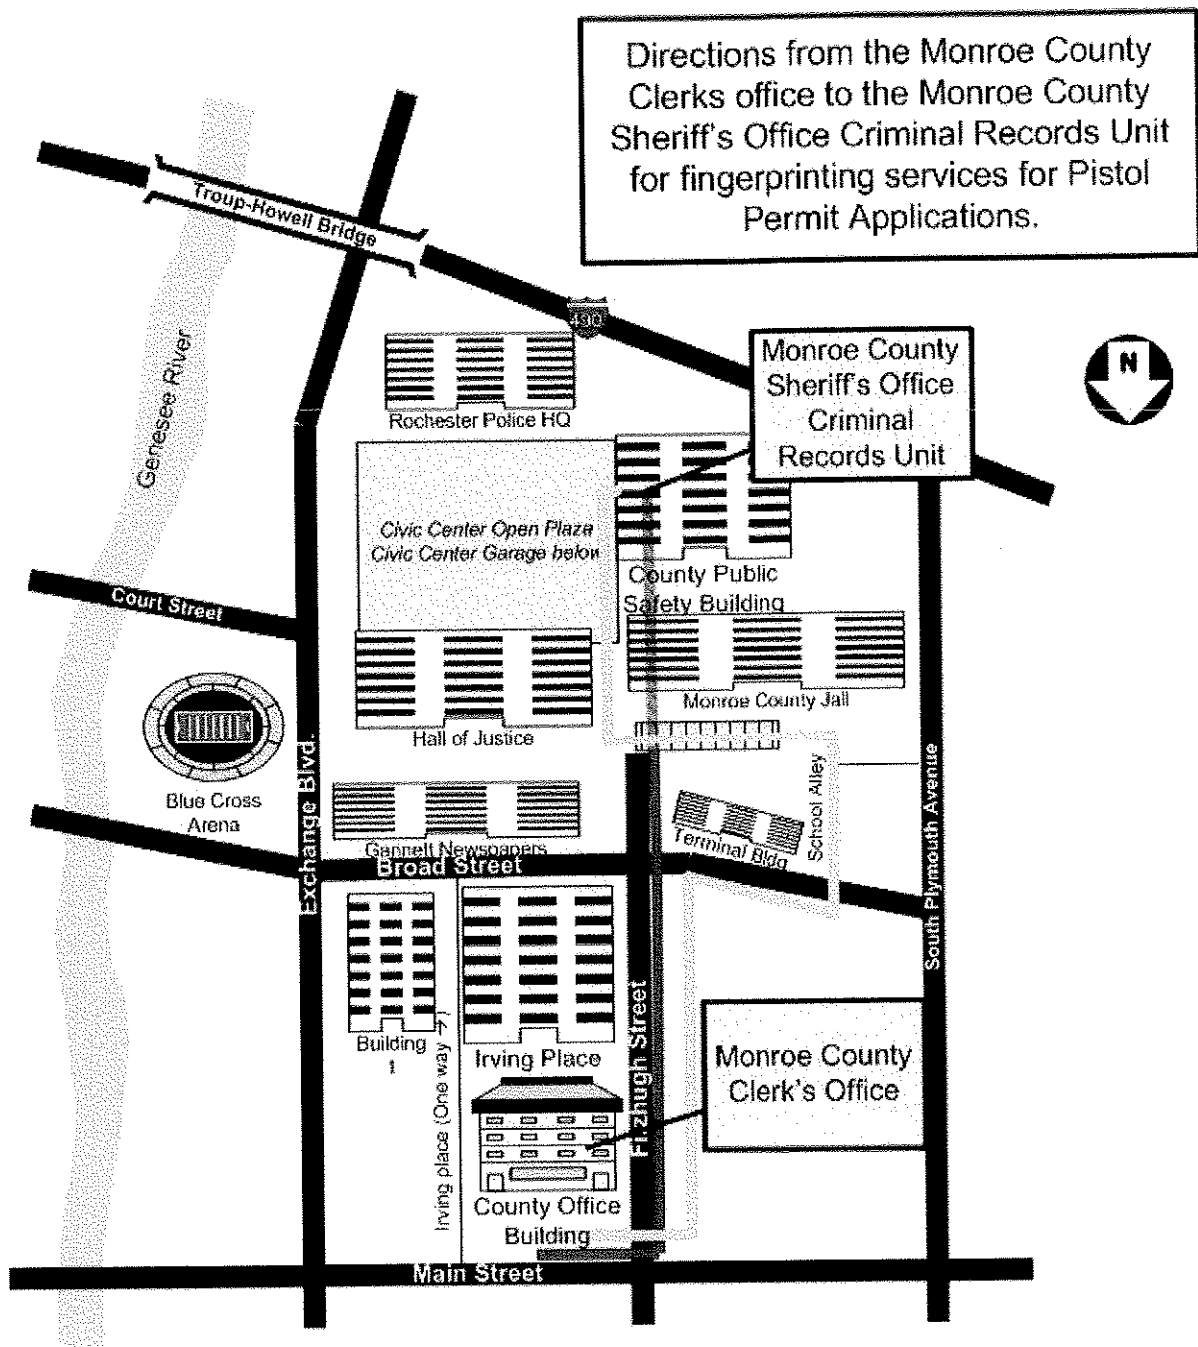 Directions from the Monroe County
Clerks office to the Monroe County
Sheriff's Office Criminal Records Unit
for fingerprinting services for Pistol
Permit Applications.
Troup-Howell Bridge
490
Genesee River
Rochester Police HQ
Monroe County
Sheriff's Office
Criminal
Records Unit
N
Civic Center Open Plaza
Civic Center Garage below
County Public
Safety Building
Court Street
Monroe County Jail
Hall of Justice
Blue Cross
Arena
Exchange Blvd.
Gannett Newspapers
Terminal Bldg
School Alley
South Plymouth Avenue
Broad Street
Building
1
Irving place (One way →)
Irving Place
Fitzhugh Street
Monroe County
Clerk's Office
County Office
Building
Main Street